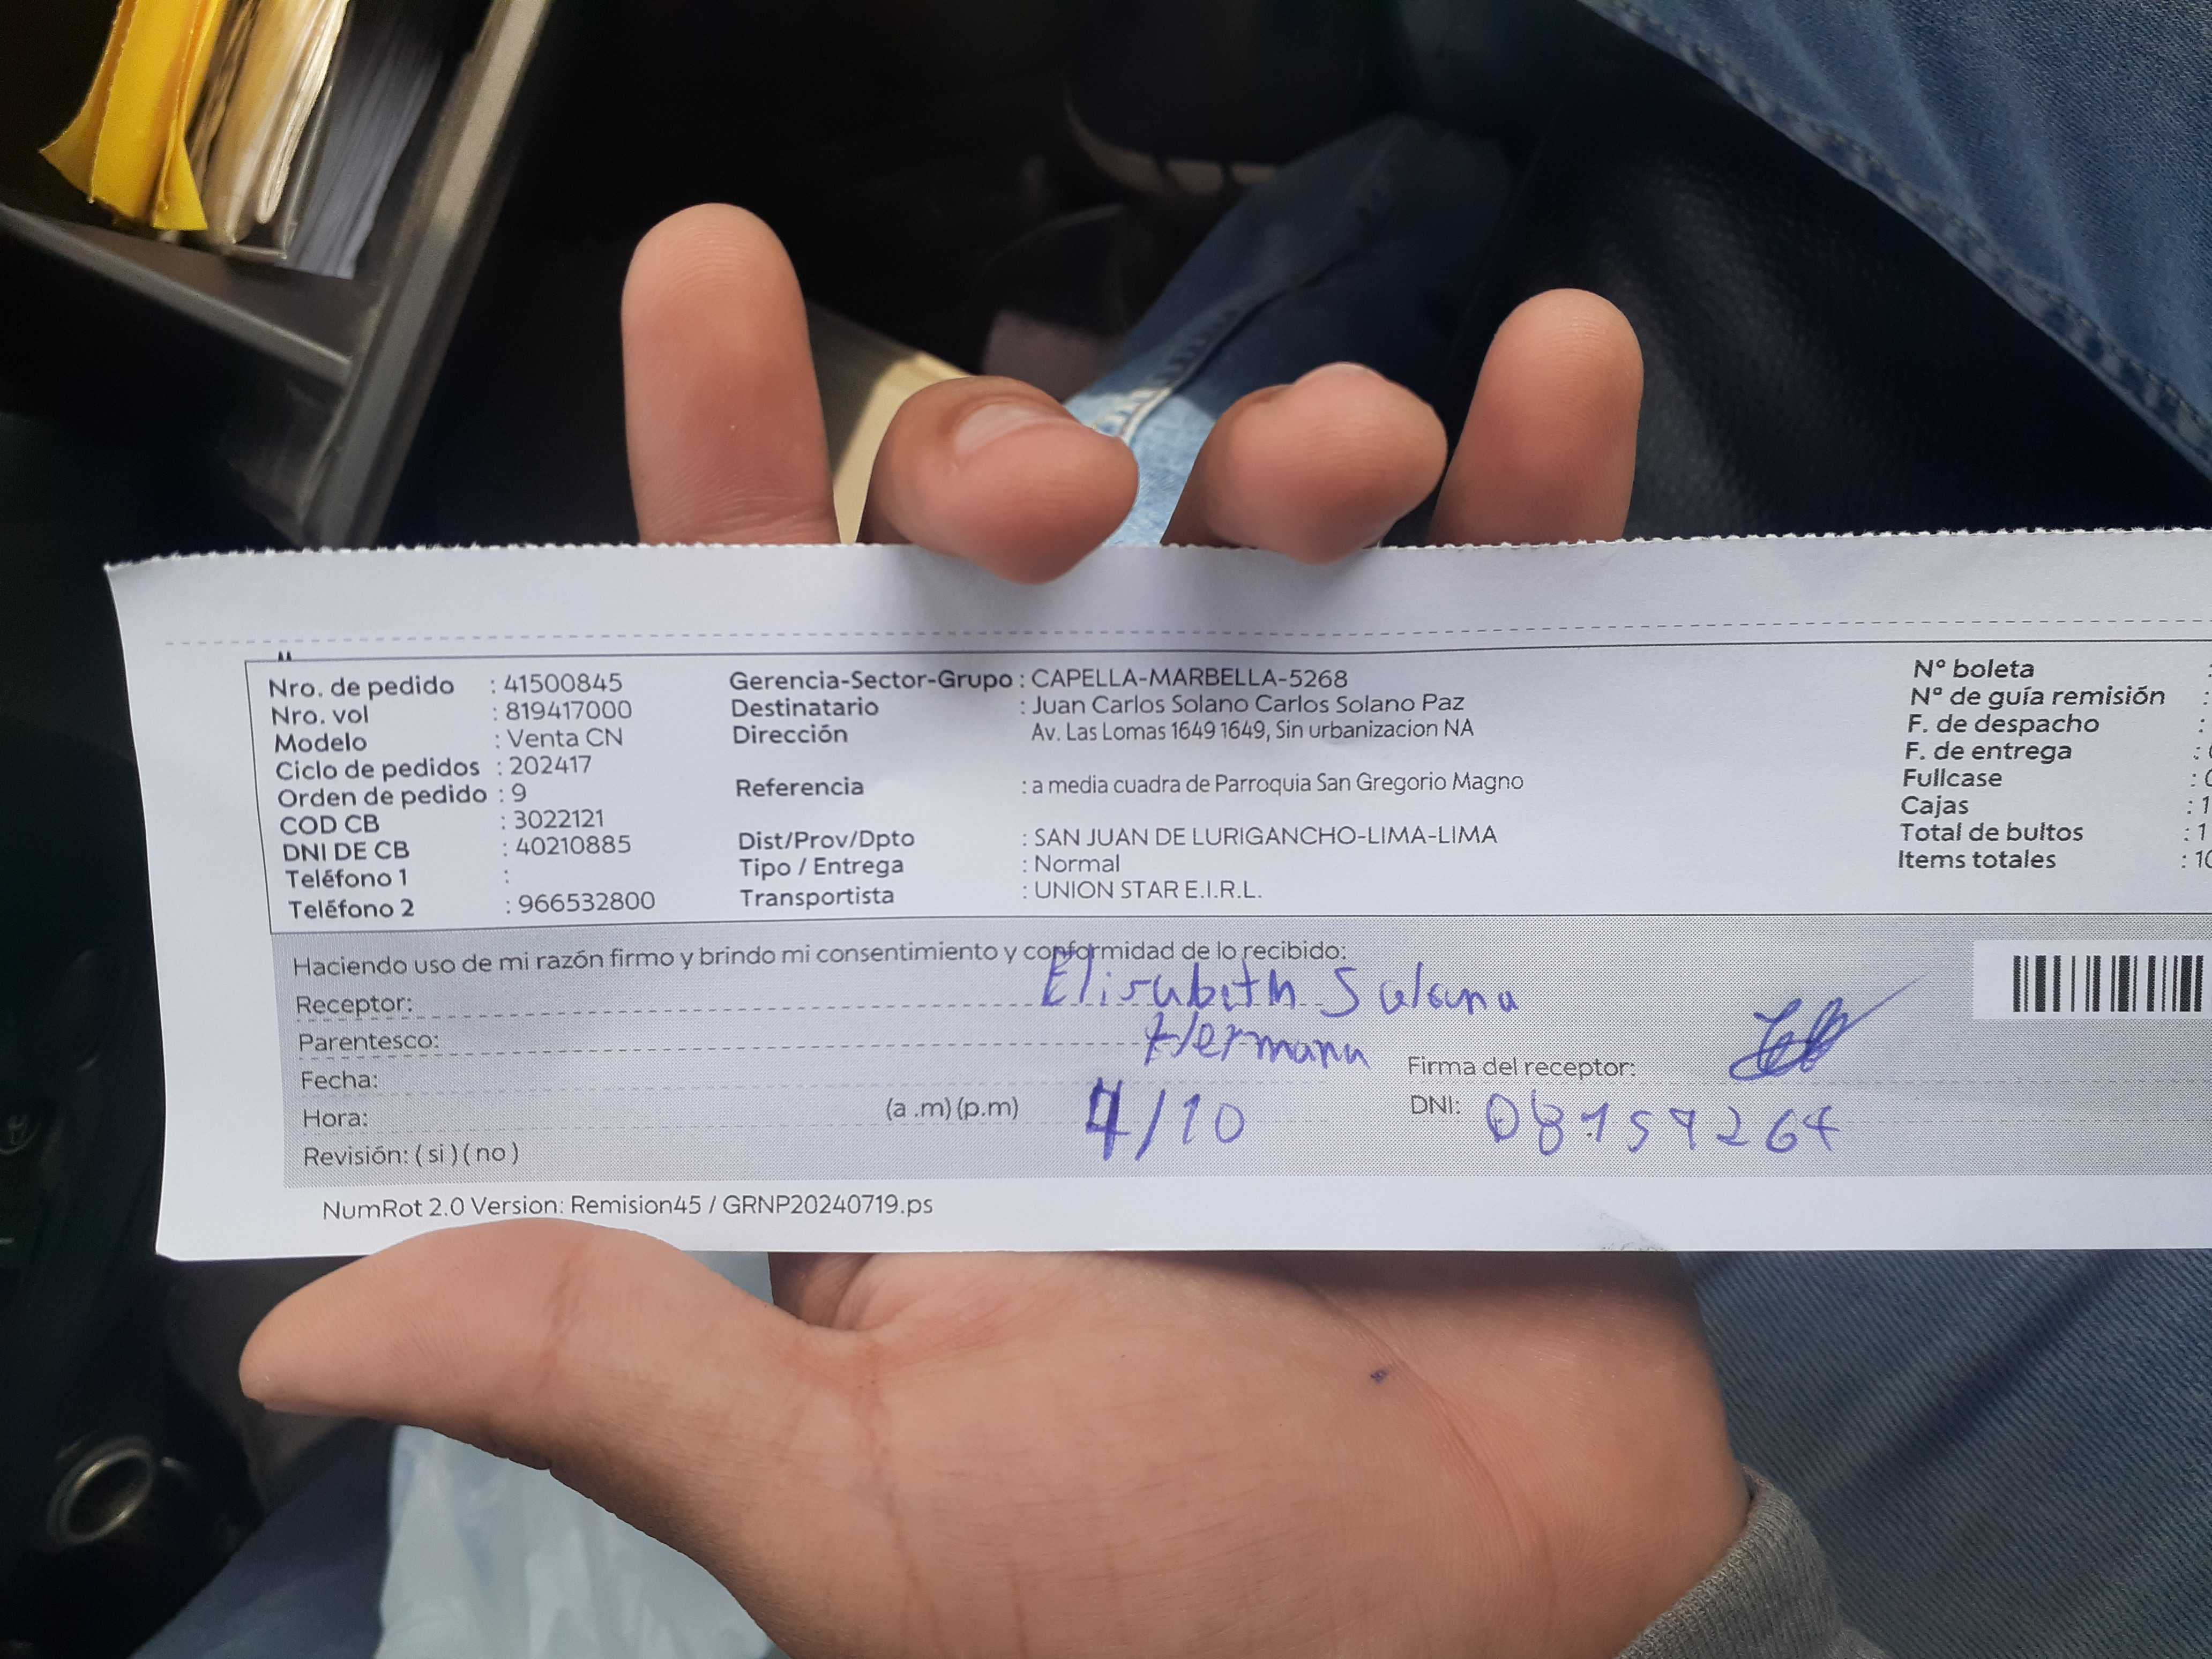 Nro. de pedido : 41500845 Gerencia-Sector-Grupo : CAPELLA-MARBELLA-5268 Nº boleta :
Nro. vol : 819417000 Destinatario : Juan Carlos Solano Carlos Solano Paz Nº de guía remisión :
Modelo : Venta CN Dirección Av. Las Lomas 1649 1649, Sin urbanizacion NA F. de despacho :
Ciclo de pedidos : 202417 F. de entrega :
Orden de pedido : 9 Referencia : a media cuadra de Parroquia San Gregorio Magno Fullcase :
COD CB : 3022121 Cajas : 1
DNI DE CB : 40210885 Dist/Prov/Dpto : SAN JUAN DE LURIGANCHO-LIMA-LIMA Total de bultos : 1
Teléfono 1 : Tipo / Entrega : Normal Items totales : 10
Teléfono 2 : 966532800 Transportista : UNION STAR E.I.R.L.
Haciendo uso de mi razón firmo y brindo mi consentimiento y conformidad de lo recibido:
Receptor: Elisabeth Solano
Parentesco: Hermana
Fecha: Firma del receptor:
Hora: (a .m) (p.m) 4/10 DNI: 08159264
Revisión: ( si ) ( no )
NumRot 2.0 Version: Remision45 / GRNP20240719.ps